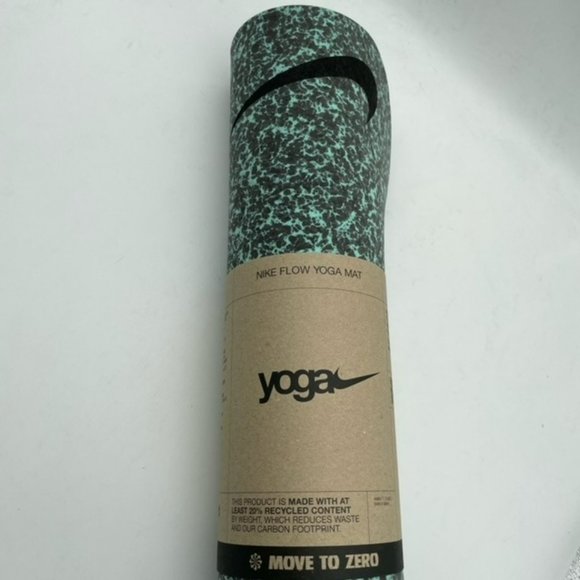 NIKE FLOW YOGA MAT
yoga
THIS PRODUCT IS MADE WITH AT
LEAST 20% RECYCLED CONTENT
BY WEIGHT, WHICH REDUCES WASTE
AND OUR CARBON FOOTPRINT.
MOVE TO ZERO